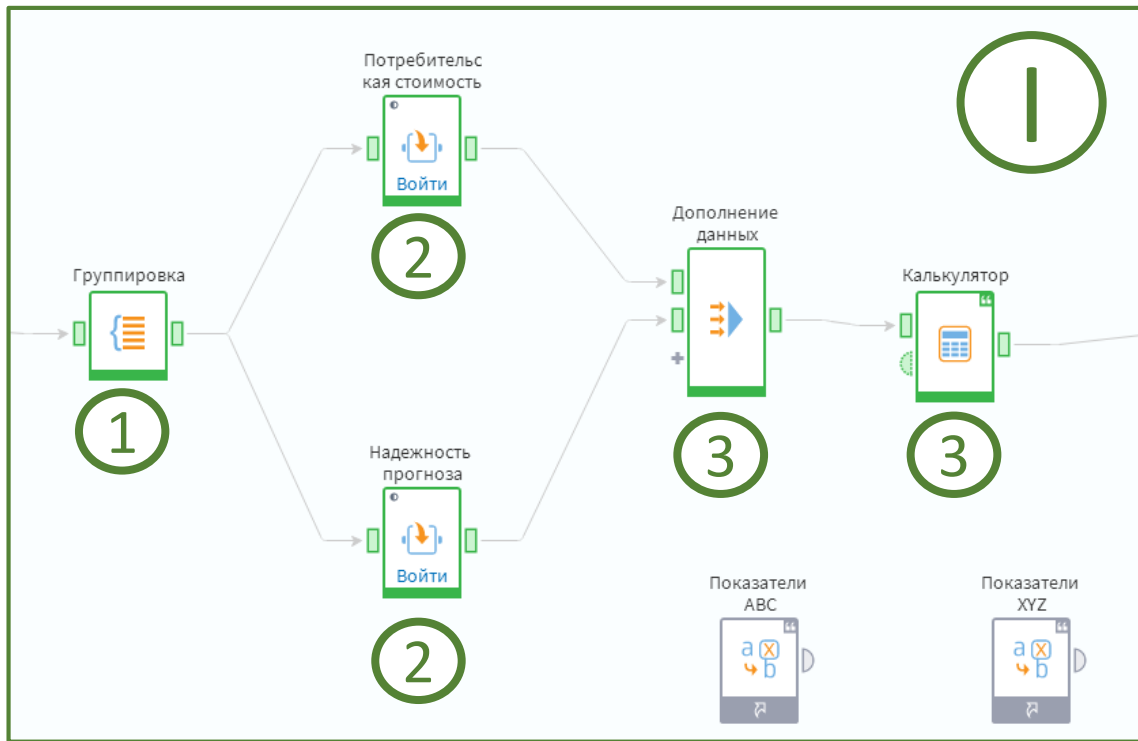 I
Потребительс
кая стоимость
Войти
2
Группировка
1
Дополнение
данных
3
Калькулятор
3
Надежность
прогноза
Войти
2
Показатели
ABC
a x
b
Показатели
XYZ
a x
b